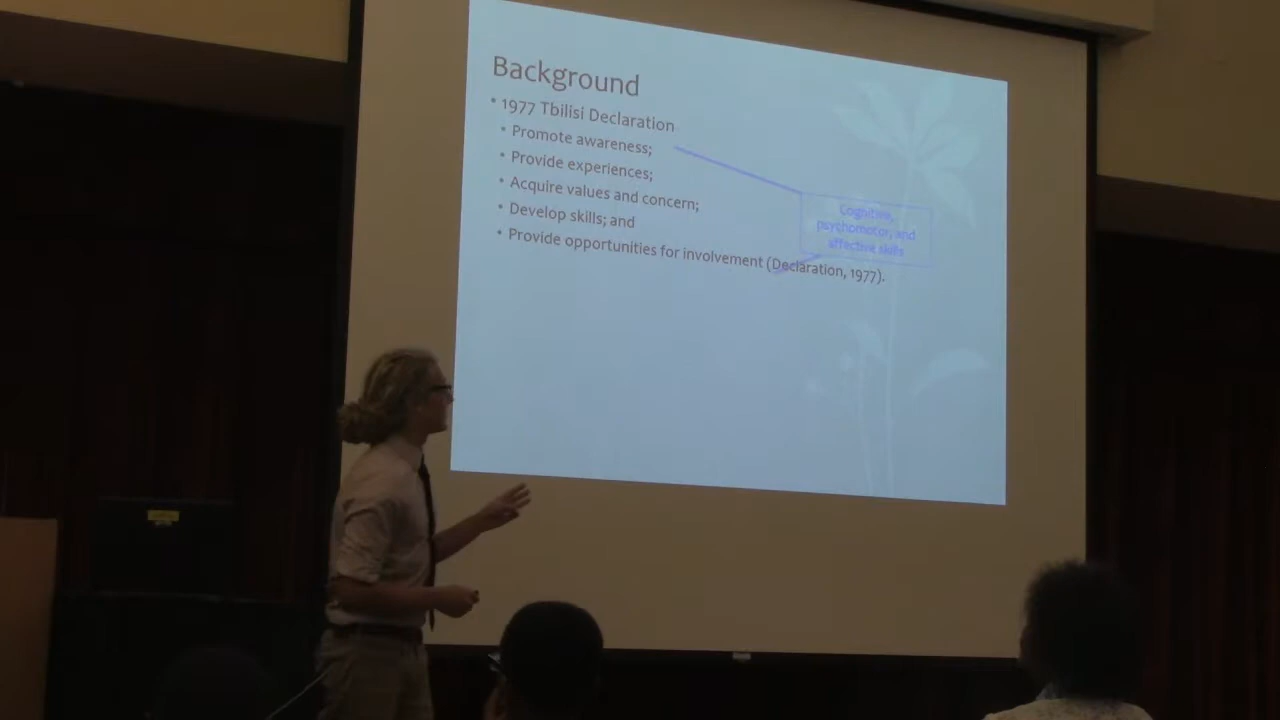 Background
• 1977 Tbilisi Declaration
• Promote awareness;
• Provide experiences;
• Acquire values and concern;
• Develop skills; and
• Provide opportunities for involvement (Declaration, 1977).
Cognitive,
psychomotor, and
affective skills